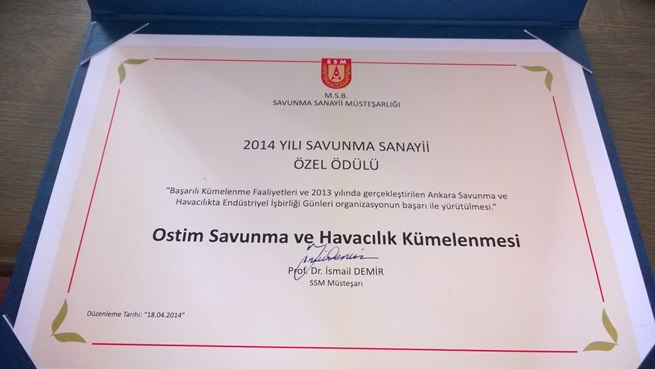 SSM
M.S.B.
SAVUNMA SANAYİİ MÜSTEŞARLIĞI
2014 YILI SAVUNMA SANAYİİ
ÖZEL ÖDÜLÜ
"Başarılı Kümelenme Faaliyetleri ve 2013 yılında gerçekleştirilen Ankara Savunma ve
Havacılıkta Endüstriyel İşbirliği Günleri organizasyonun başarı ile yürütülmesi."
Ostim Savunma ve Havacılık Kümelenmesi
Prof. Dr. İsmail DEMİR
SSM Müsteşarı
Düzenleme Tarihi: "18.04.2014"